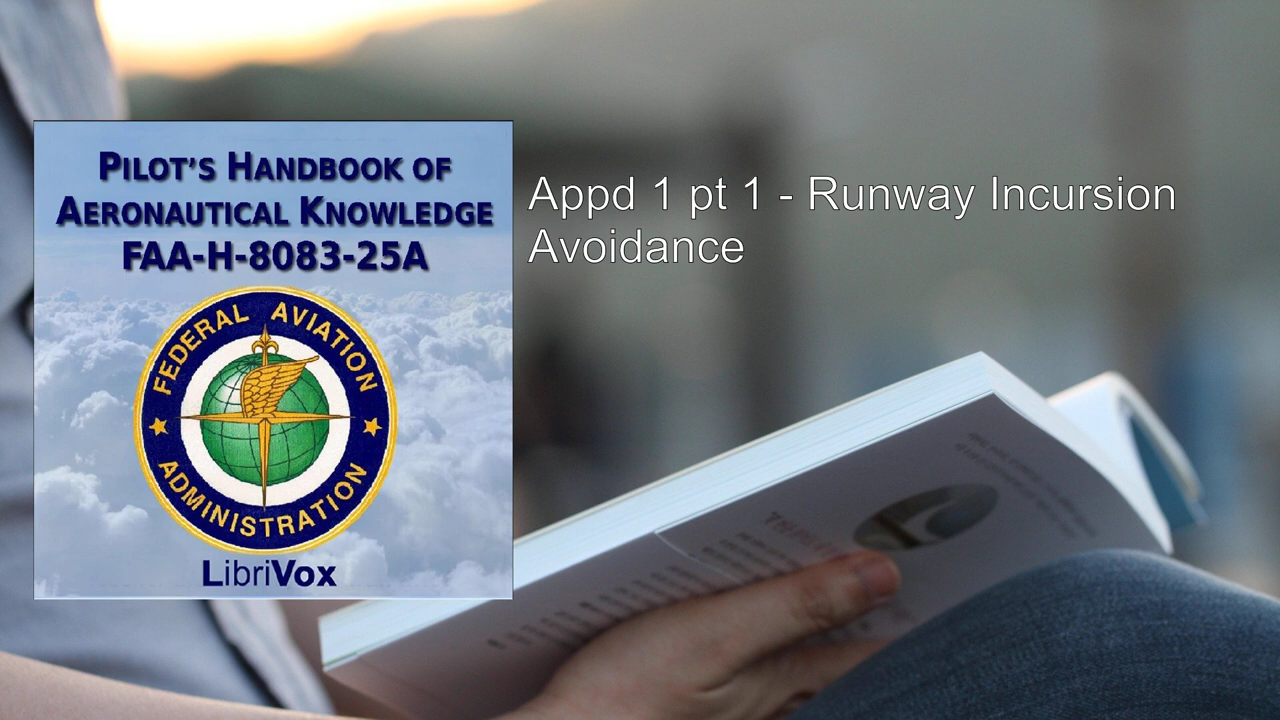 PILOT'S HANDBOOK OF
AERONAUTICAL KNOWLEDGE
FAA-H-8083-25A
FEDERAL AVIATION
ADMINISTRATION
LibriVox
Appd 1 pt 1 - Runway Incursion
Avoidance